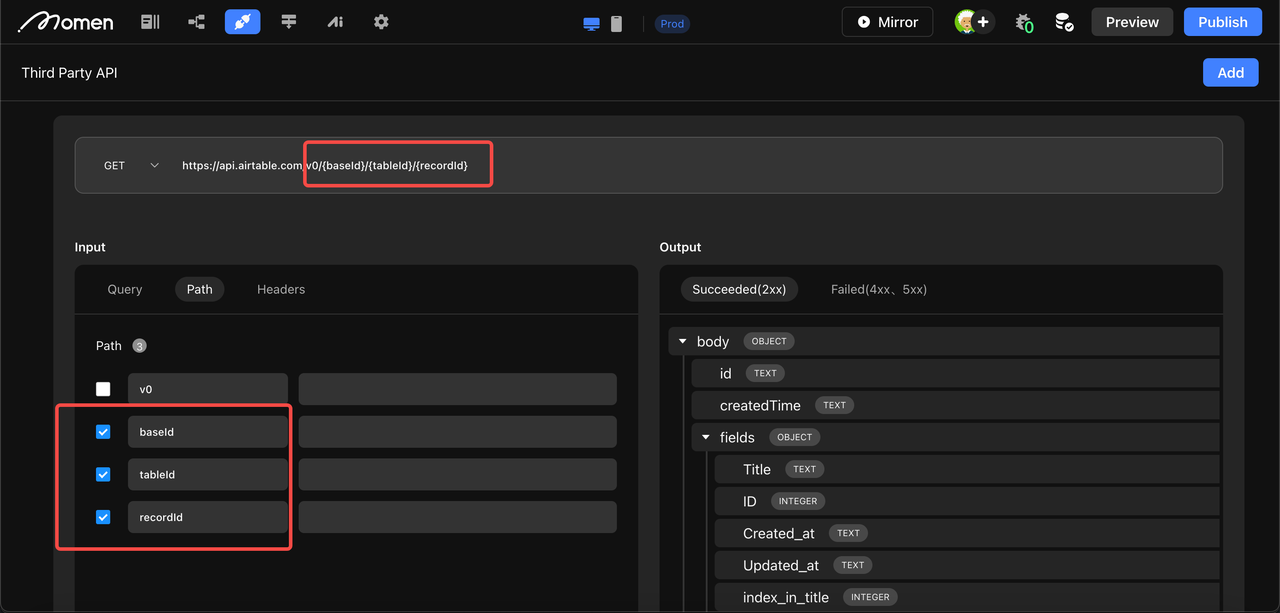 Momen
Ai
Prod
Mirror
0
Preview
Publish
Third Party API
Add
GET
https://api.airtable.com/v0/{baseId}/{tableId}/{recordId}
Input
Query
Path
Headers
Path 3
v0
baseId
tableId
recordId
Output
Succeeded(2xx)
Failed(4xx、5xx)
body OBJECT
id TEXT
createdTime TEXT
fields OBJECT
Title TEXT
ID INTEGER
Created_at TEXT
Updated_at TEXT
index_in_title INTEGER